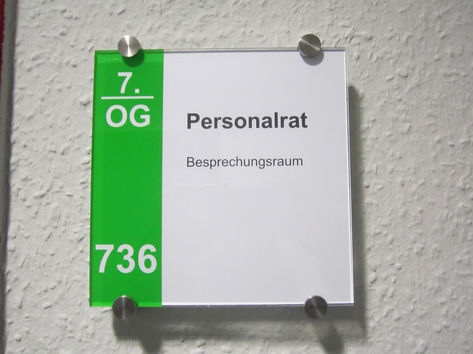 7.
OG
Personalrat
Besprechungsraum
736